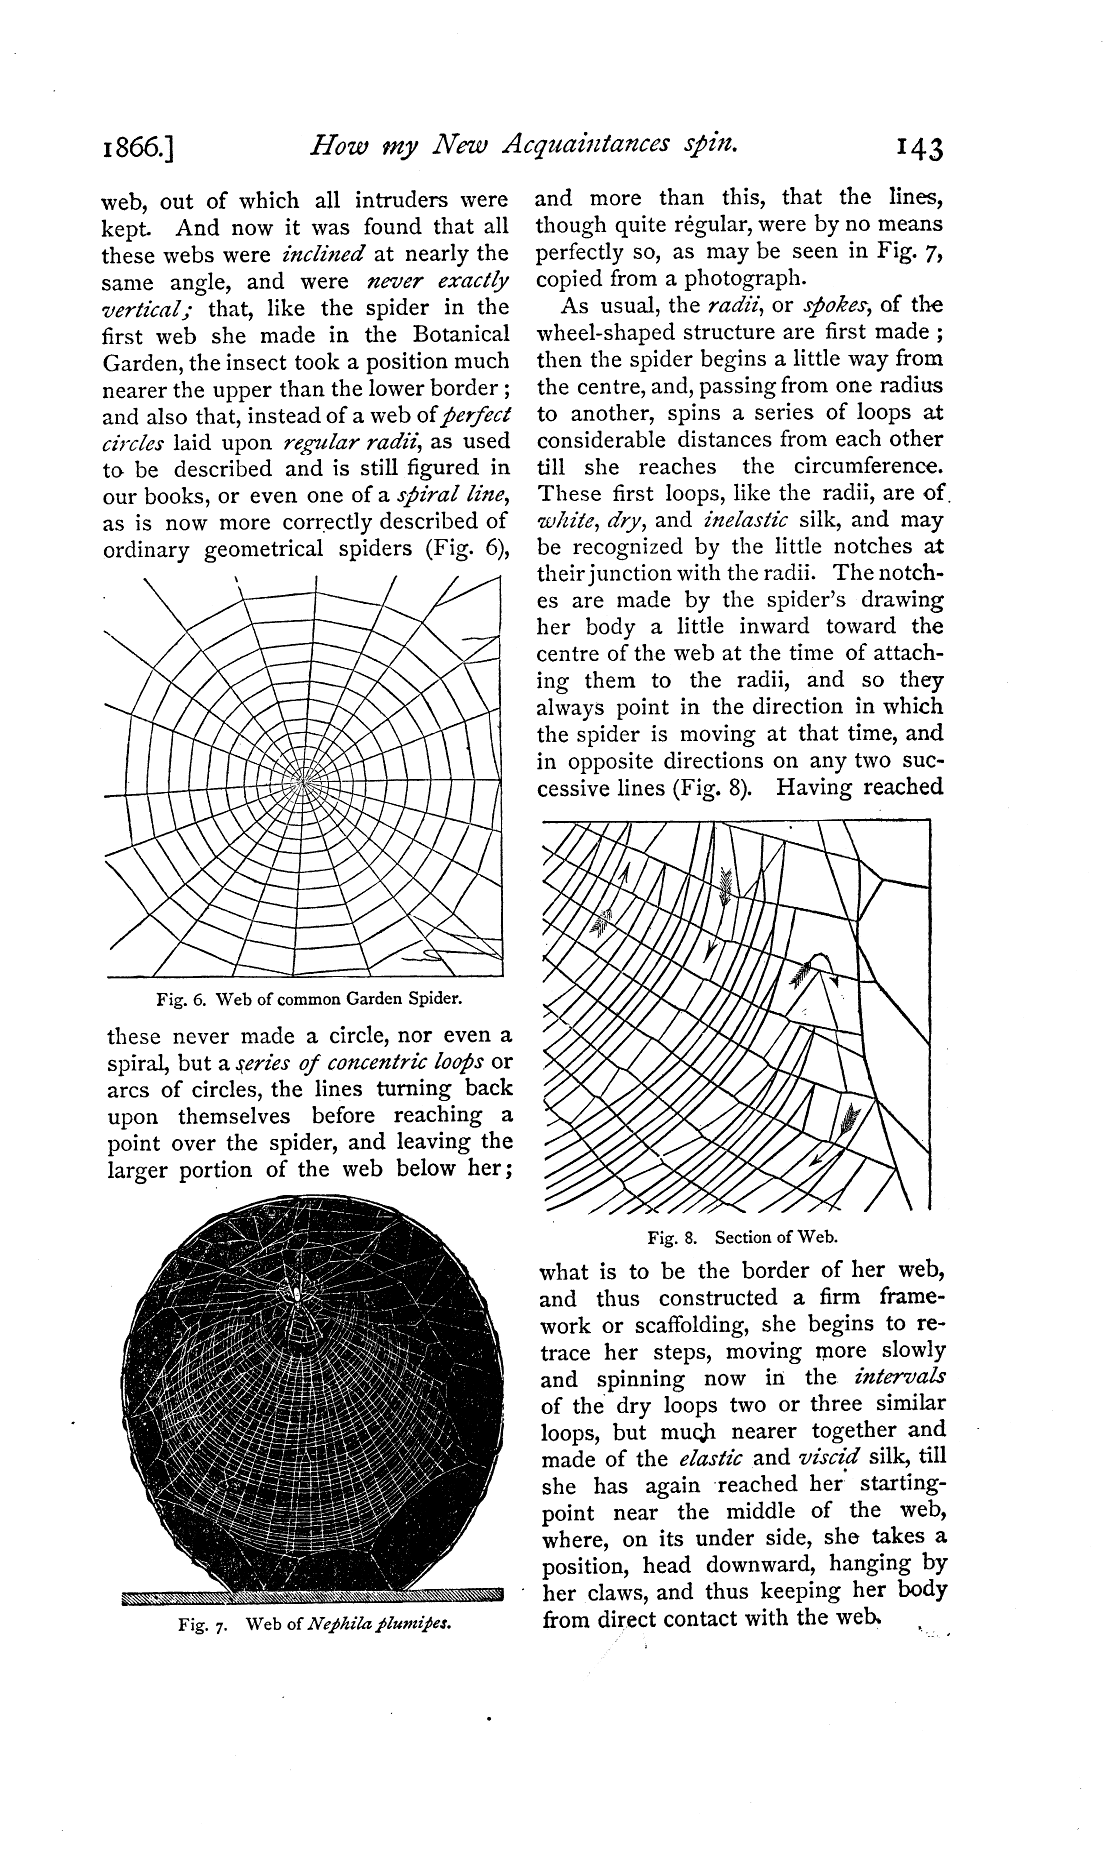 1866.] How my New Acquaintances spin. 143
web, out of which all intruders were
kept. And now it was found that all
these webs were inclined at nearly the
same angle, and were never exactly
vertical; that, like the spider in the
first web she made in the Botanical
Garden, the insect took a position much
nearer the upper than the lower border;
and also that, instead of a web of perfect
circles laid upon regular radii, as used
to be described and is still figured in
our books, or even one of a spiral line,
as is now more correctly described of
ordinary geometrical spiders (Fig. 6),
Fig. 6. Web of common Garden Spider.
these never made a circle, nor even a
spiral, but a series of concentric loops or
arcs of circles, the lines turning back
upon themselves before reaching a
point over the spider, and leaving the
larger portion of the web below her;
Fig. 7. Web of Nephila plumipes.
and more than this, that the lines,
though quite regular, were by no means
perfectly so, as may be seen in Fig. 7,
copied from a photograph.
As usual, the radii, or spokes, of the
wheel-shaped structure are first made;
then the spider begins a little way from
the centre, and, passing from one radius
to another, spins a series of loops at
considerable distances from each other
till she reaches the circumference.
These first loops, like the radii, are of
white, dry, and inelastic silk, and may
be recognized by the little notches at
their junction with the radii. The notch-
es are made by the spider's drawing
her body a little inward toward the
centre of the web at the time of attach-
ing them to the radii, and so they
always point in the direction in which
the spider is moving at that time, and
in opposite directions on any two suc-
cessive lines (Fig. 8). Having reached
Fig. 8. Section of Web.
what is to be the border of her web,
and thus constructed a firm frame-
work or scaffolding, she begins to re-
trace her steps, moving more slowly
and spinning now in the intervals
of the dry loops two or three similar
loops, but much nearer together and
made of the elastic and viscid silk, till
she has again reached her starting-
point near the middle of the web,
where, on its under side, she takes a
position, head downward, hanging by
her claws, and thus keeping her body
from direct contact with the web.